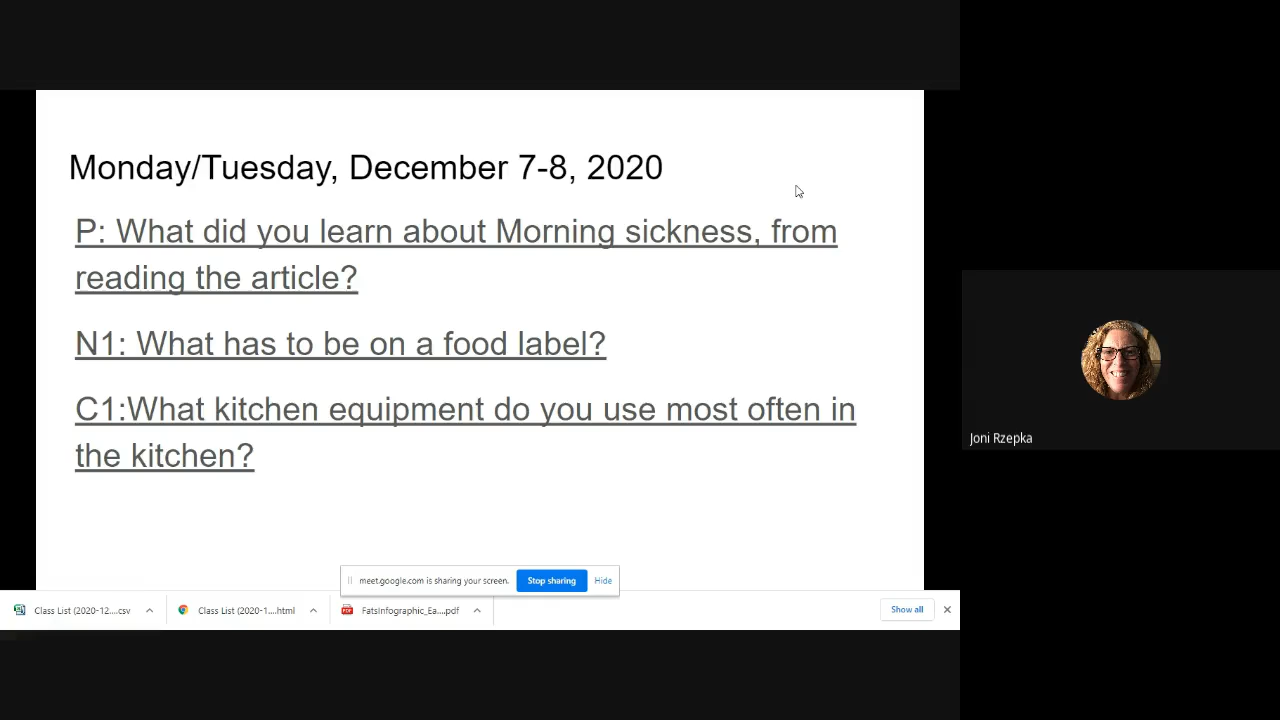 Monday/Tuesday, December 7-8, 2020
P: What did you learn about Morning sickness, from
reading the article?
N1: What has to be on a food label?
C1:What kitchen equipment do you use most often in
the kitchen?
Joni Rzepka
meet.google.com is sharing your screen.
Stop sharing
Hide
Class List (2020-12....csv
Class List (2020-1....html
FatsInfographic_Ea....pdf
Show all